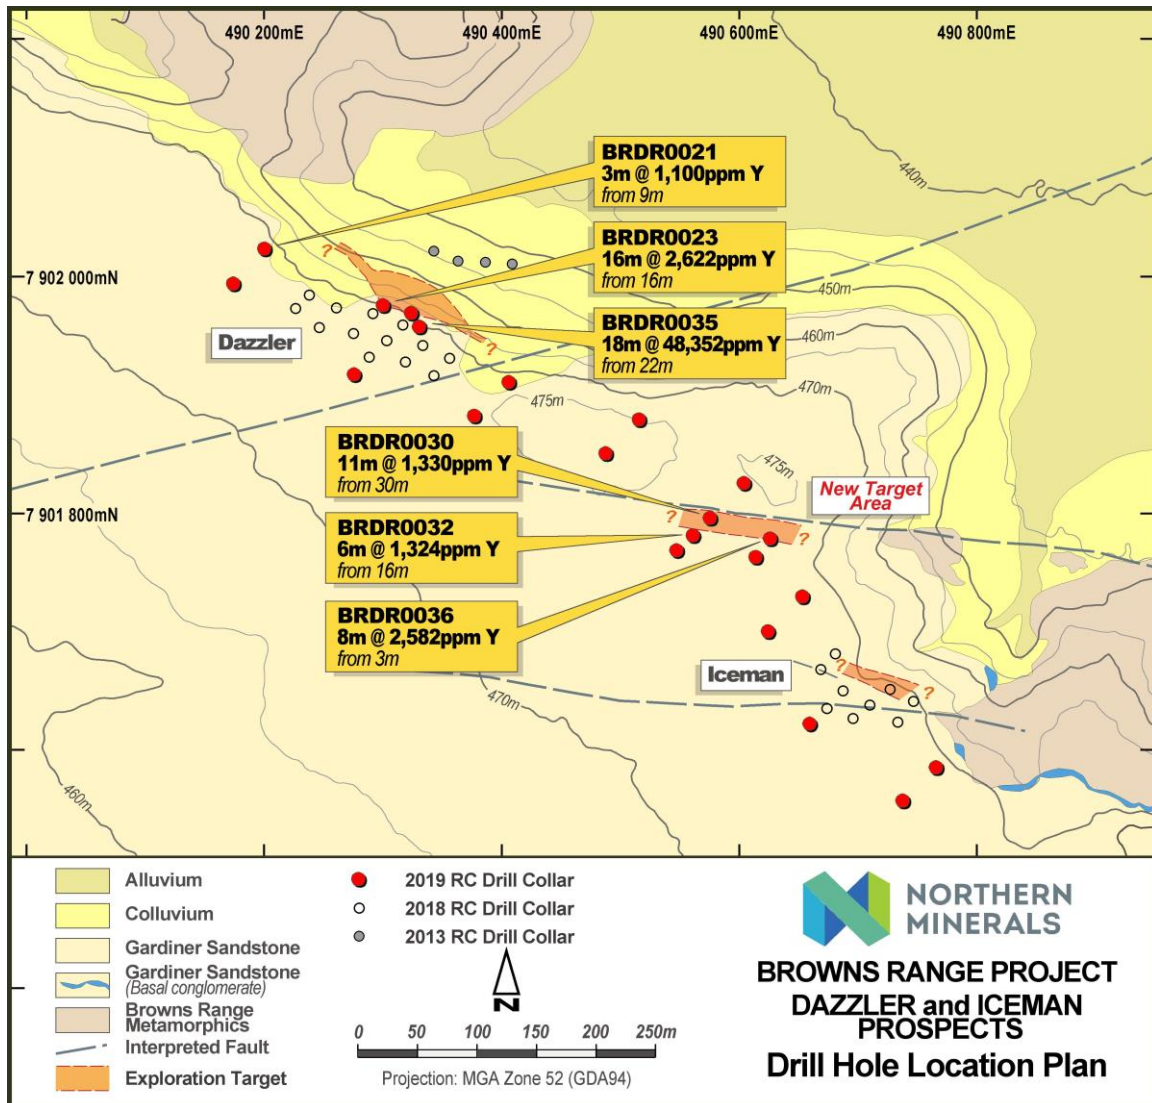 490 200mE
490 400mE
490 600mE
490 800mE
440m
BRDR0021
3m @ 1,100ppm Y
from 9m
BRDR0023
16m @ 2,622ppm Y
from 16m
?
7 902 000mN
450m
BRDR0035
18m @ 48,352ppm Y
from 22m
460m
Dazzler
?
470m
475m
BRDR0030
11m @ 1,330ppm Y
from 30m
475m
New Target
Area
7 901 800mN
?
?
BRDR0032
6m @ 1,324ppm Y
from 16m
BRDR0036
8m @ 2,582ppm Y
from 3m
Iceman
?
?
470m
460m
Alluvium
Colluvium
Gardiner Sandstone
Gardiner Sandstone
(Basal conglomerate)
Browns Range
Metamorphics
Interpreted Fault
Exploration Target
2019 RC Drill Collar
2018 RC Drill Collar
2013 RC Drill Collar
N
0 50 100 150 200 250m
Projection: MGA Zone 52 (GDA94)
NORTHERN
MINERALS
BROWNS RANGE PROJECT
DAZZLER and ICEMAN
PROSPECTS
Drill Hole Location Plan